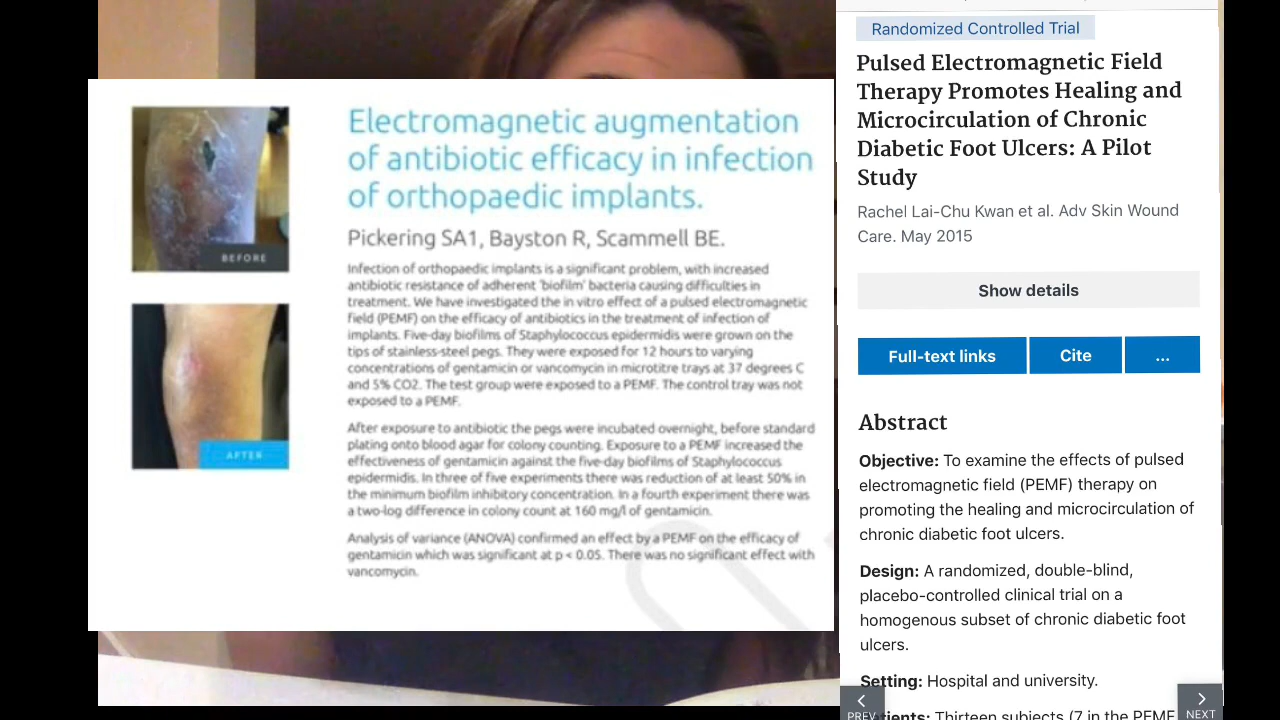 BEFORE
AFTER
Electromagnetic augmentation
of antibiotic efficacy in infection
of orthopaedic implants.
Pickering SA1, Bayston R, Scammell BE.
Infection of orthopaedic implants is a significant problem, with increased
antibiotic resistance of adherent 'biofilm' bacteria causing difficulties in
treatment. We have investigated the in vitro effect of a pulsed electromagnetic
field (PEMF) on the efficacy of antibiotics in the treatment of infection of
implants. Five-day biofilms of Staphylococcus epidermidis were grown on the
tips of stainless-steel pegs. They were exposed for 12 hours to varying
concentrations of gentamicin or vancomycin in microtitre trays at 37 degrees C
and 5% CO2. The test group were exposed to a PEMF. The control tray was not
exposed to a PEMF.
After exposure to antibiotic the pegs were incubated overnight, before standard
plating onto blood agar for colony counting. Exposure to a PEMF increased the
effectiveness of gentamicin against the five-day biofilms of Staphylococcus
epidermidis. In three of five experiments there was reduction of at least 50% in
the minimum biofilm inhibitory concentration. In a fourth experiment there was
a two-log difference in colony count at 160 mg/l of gentamicin.
Analysis of variance (ANOVA) confirmed an effect by a PEMF on the efficacy of
gentamicin which was significant at p < 0.05. There was no significant effect with
vancomycin.
Randomized Controlled Trial
Pulsed Electromagnetic Field
Therapy Promotes Healing and
Microcirculation of Chronic
Diabetic Foot Ulcers: A Pilot
Study
Rachel Lai-Chu Kwan et al. Adv Skin Wound
Care. May 2015
Show details
Full-text links
Cite
...
Abstract
Objective: To examine the effects of pulsed
electromagnetic field (PEMF) therapy on
promoting the healing and microcirculation of
chronic diabetic foot ulcers.
Design: A randomized, double-blind,
placebo-controlled clinical trial on a
homogenous subset of chronic diabetic foot
ulcers.
Setting: Hospital and university.
Thirteen subjects (7 in the PEMF
PREV
NEXT